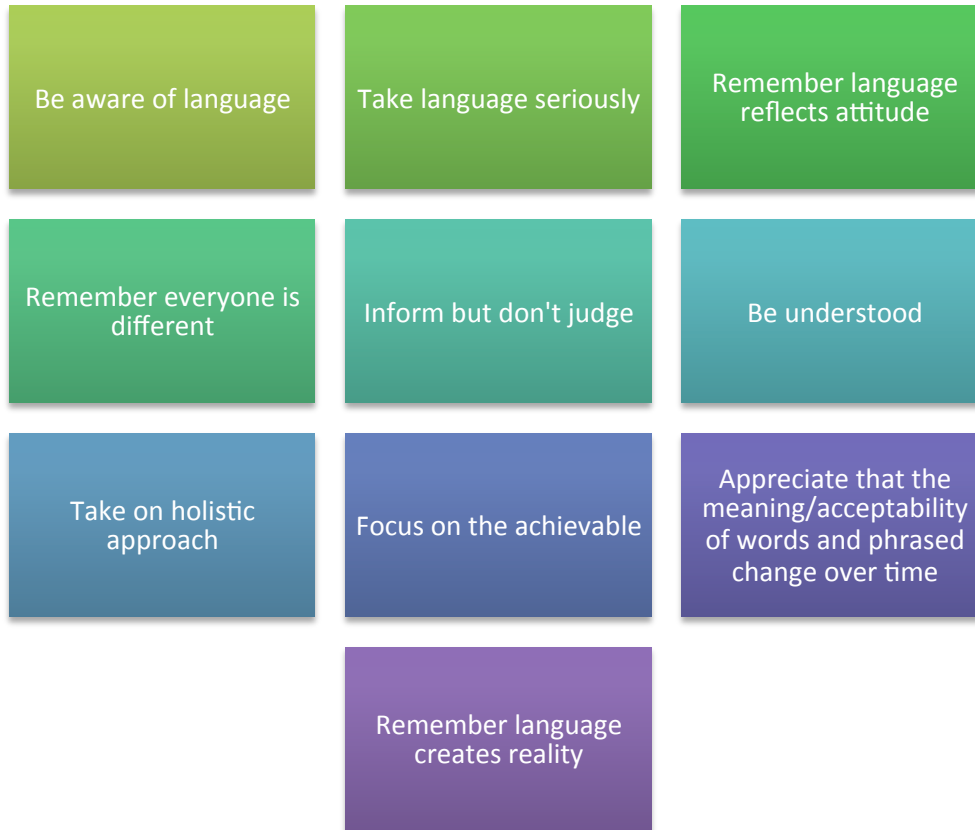 Be aware of language
Take language seriously
Remember language
reflects attitude
Remember everyone is
different
Inform but don't judge
Be understood
Take on holistic
approach
Focus on the achievable
Appreciate that the
meaning/acceptability
of words and phrased
change over time
Remember language
creates reality